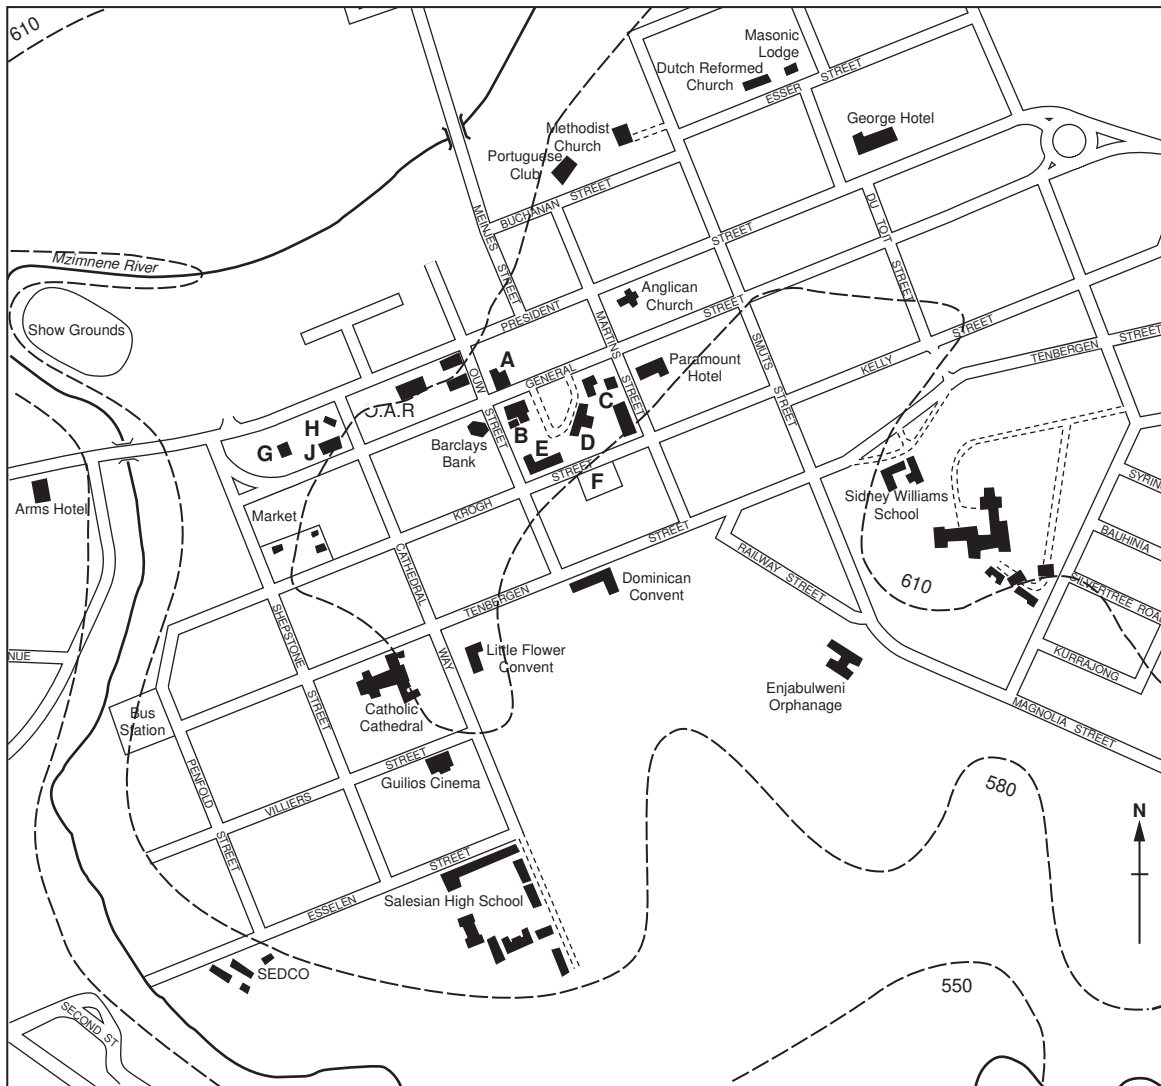 610
Masonic
Lodge
Dutch Reformed
Church
ESSER
STREET
George Hotel
Methodist
Church
Portuguese
Club
BUCHANAN
STREET
MEINJES
STREET
DU TOIT
STREET
STREET
Mzimnene River
Show Grounds
Anglican
Church
PRESIDENT
STREET
MARTINS
STREET
SMUTS
STREET
KELLY
STREET
TENBERGEN
STREET
Paramount
Hotel
A
GENERAL
OUW
STREET
C
H
B
D
G
J
E
Barclays
Bank
F
KROGH
STREET
Arms Hotel
Market
Sidney Williams
School
SYRIN
BAUHINIA
SILVERTREE ROAD
KURRAJONG
STREET
RAILWAY STREET
610
CATHEDRAL
WAY
TENBERGEN
Dominican
Convent
SHEPSTONE
STREET
NUE
Little Flower
Convent
Enjabulweni
Orphanage
MAGNOLIA STREET
Catholic
Cathedral
Bus
Station
PENFOLD
STREET
STREET
VILLIERS
Guilios Cinema
580
N
STREET
ESSELEN
Salesian High School
SEDCO
550
SECOND ST